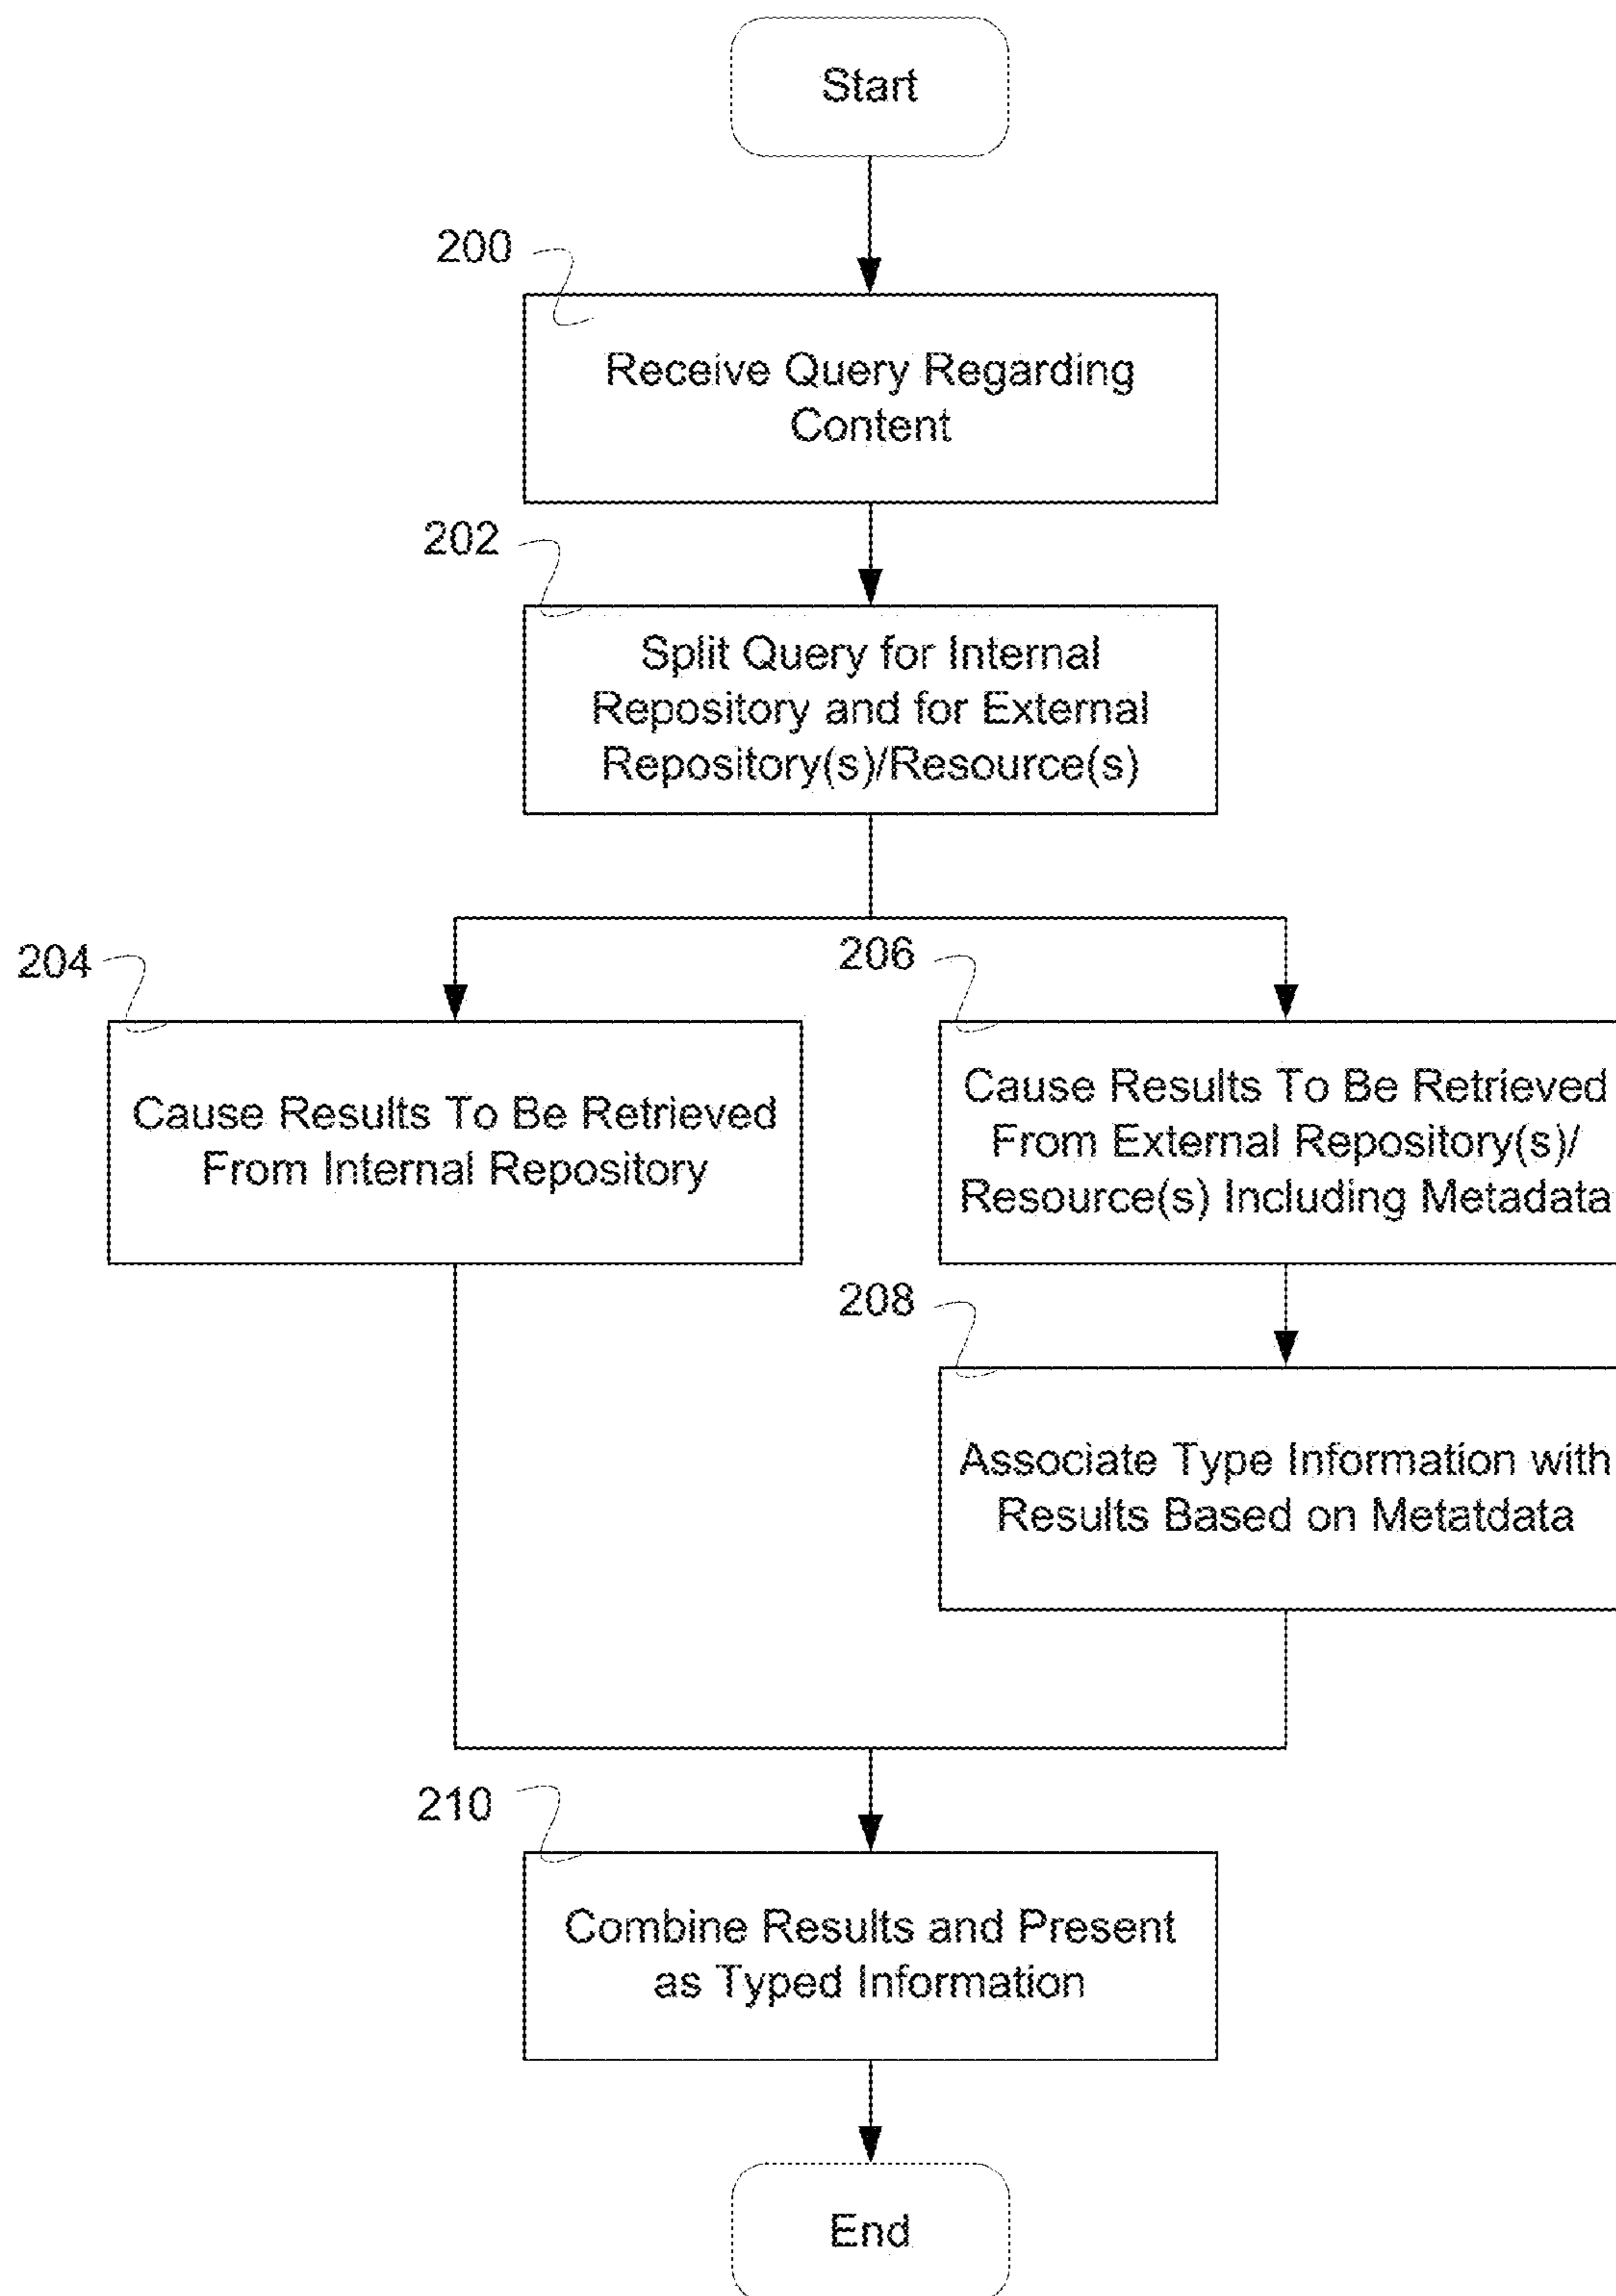 Start
200
Receive Query Regarding
Content
202
Split Query for Internal
Repository and for External
Repository(s)/Resource(s)
204
Cause Results To Be Retrieved
From Internal Repository
206
Cause Results To Be Retrieved
From External Repository(s)/
Resource(s) Including Metadata
208
Associate Type Information with
Results Based on Metatdata
210
Combine Results and Present
as Typed Information
End